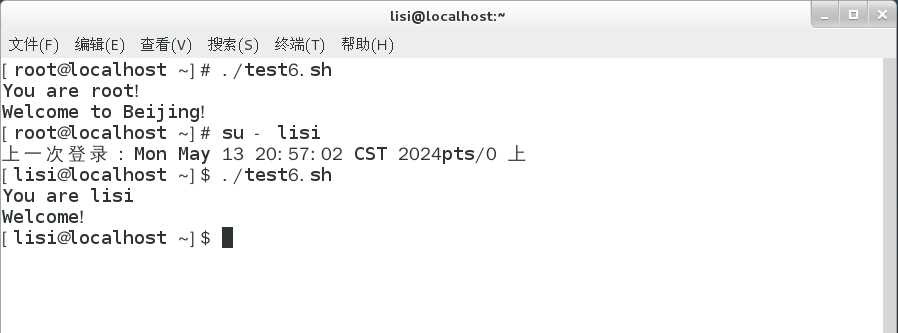 lisi@localhost:~
文件(F) 编辑(E) 查看(V) 搜索(S) 终端(T) 帮助(H)
[root@localhost ~]# ./test6.sh
You are root!
Welcome to Beijing!
[root@localhost ~]# su - lisi
上一次登录：Mon May 13 20:57:02 CST 2024pts/0 上
[lisi@localhost ~]$ ./test6.sh
You are lisi
Welcome!
[lisi@localhost ~]$